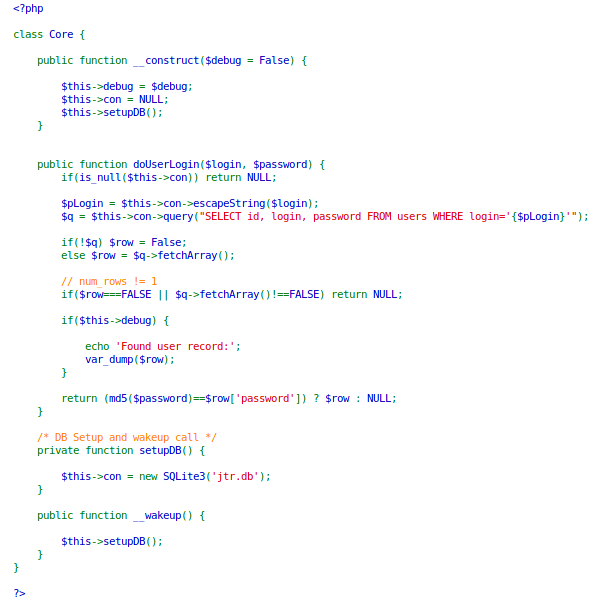 <?php
class Core {
public function __construct($debug = False) {
$this->debug = $debug;
$this->con = NULL;
$this->setupDB();
}
public function doUserLogin($login, $password) {
if(is_null($this->con)) return NULL;
$pLogin = $this->con->escapeString($login);
$q = $this->con->query("SELECT id, login, password FROM users WHERE login='{$pLogin}'");
if(!$q) $row = False;
else $row = $q->fetchArray();
// num_rows != 1
if($row===FALSE || $q->fetchArray()!==FALSE) return NULL;
if($this->debug) {
echo 'Found user record:';
var_dump($row);
}
return (md5($password)==$row['password']) ? $row : NULL;
}
/* DB Setup and wakeup call */
private function setupDB() {
$this->con = new SQLite3('jtr.db');
}
public function __wakeup() {
$this->setupDB();
}
}
?>